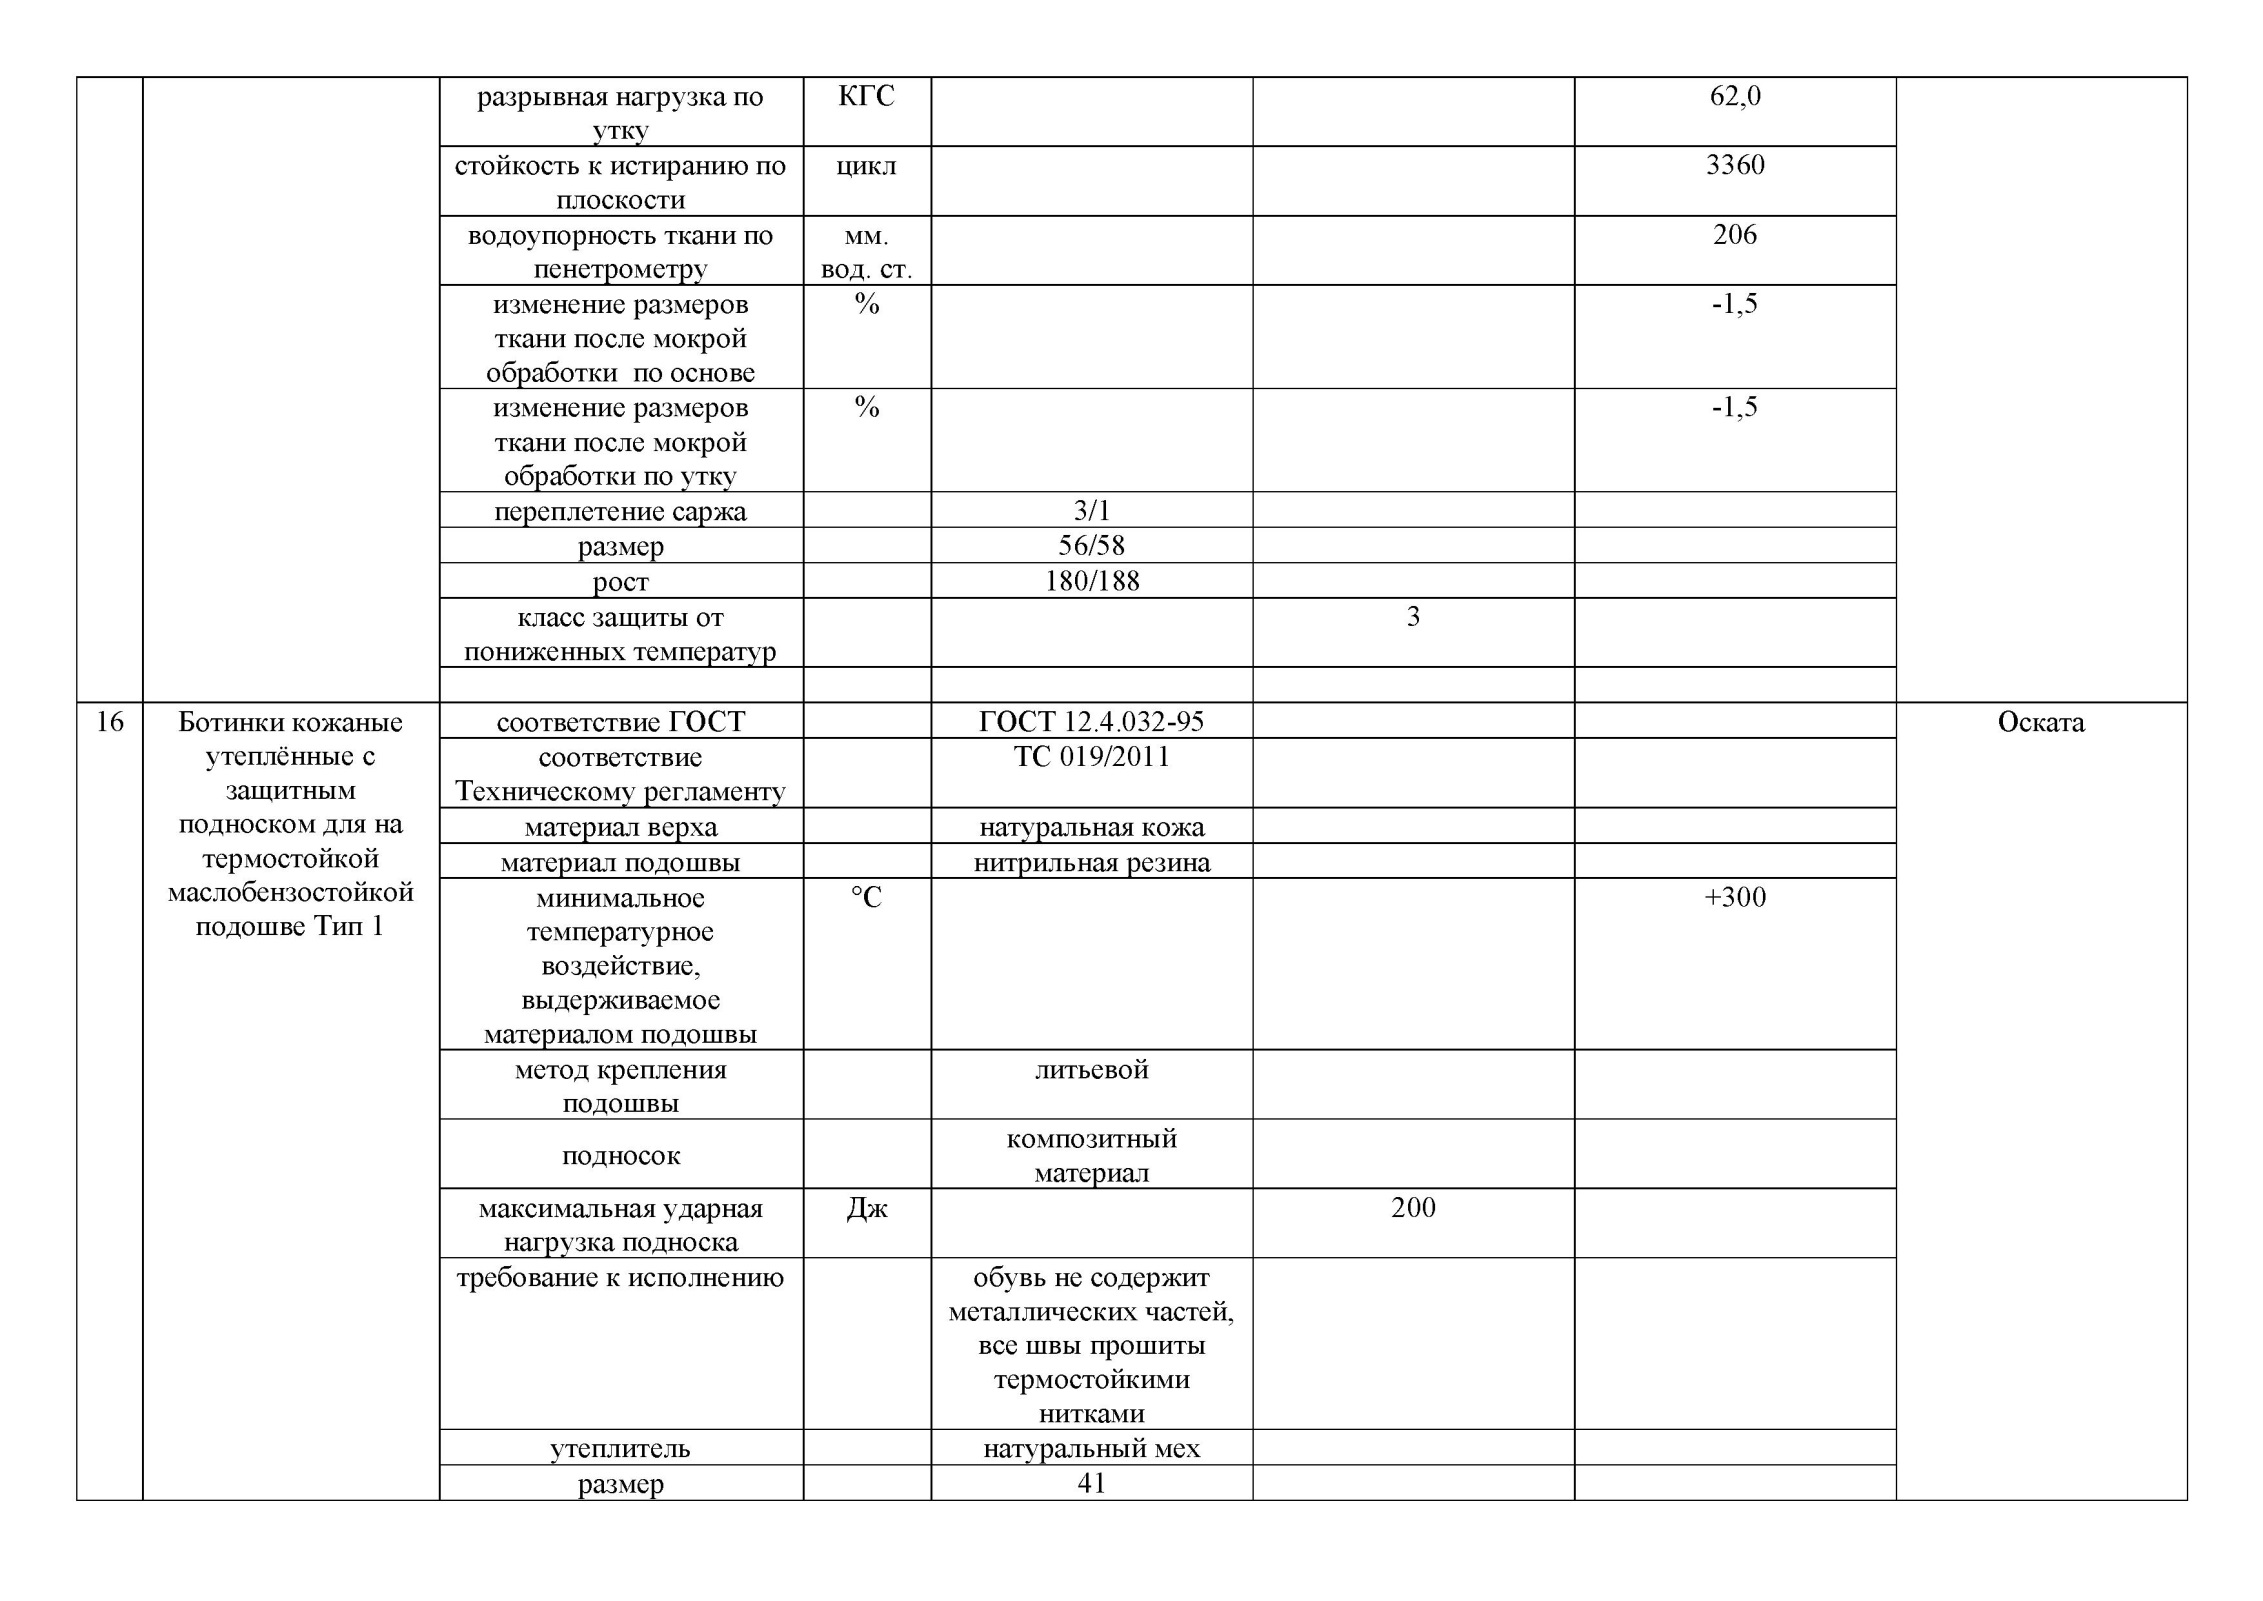 разрывная нагрузка по
утку
КГС
62,0
стойкость к истиранию по
плоскости
цикл
3360
водоупорность ткани по
пенетрометру
мм.
вод. ст.
206
изменение размеров
ткани после мокрой
обработки  по основе
%
-1,5
изменение размеров
ткани после мокрой
обработки по утку
%
-1,5
переплетение саржа
3/1
размер
56/58
рост
180/188
класс защиты от
пониженных температур
3
16
Ботинки кожаные
утеплённые с
защитным
подноском для на
термостойкой
маслобензостойкой
подошве Тип 1
соответствие ГОСТ
ГОСТ 12.4.032-95
Оската
соответствие
Техническому регламенту
ТС 019/2011
материал верха
натуральная кожа
материал подошвы
нитрильная резина
минимальное
температурное
воздействие,
выдерживаемое
материалом подошвы
°С
+300
метод крепления
подошвы
литьевой
подносок
композитный
материал
максимальная ударная
нагрузка подноска
Дж
200
требование к исполнению
обувь не содержит
металлических частей,
все швы прошиты
термостойкими
нитками
утеплитель
натуральный мех
размер
41